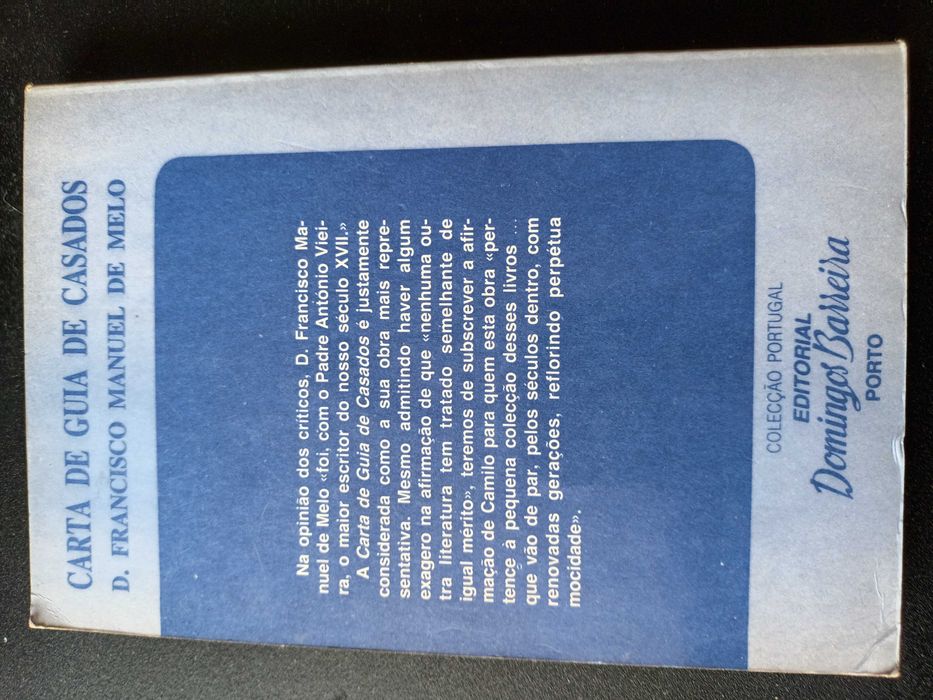 CARTA DE GUIA DE CASADOS
D. FRANCISCO MANUEL DE MELO
Na opinião dos críticos, D. Francisco Ma-
nuel de Melo «foi, com o Padre António Viei-
ra, o maior escritor do nosso século XVII.»
A Carta de Guia de Casados é justamente
considerada como a sua obra mais repre-
sentativa. Mesmo admitindo haver algum
exagero na afirmação de que «nenhuma ou-
tra literatura tem tratado semelhante de
igual mérito», teremos de subscrever a afir-
mação de Camilo para quem esta obra «per-
tence à pequena colecção desses livros ...
que vão de par, pelos séculos dentro, com
renovadas gerações, reflorindo perpétua
mocidade».
COLECÇÃO PORTUGAL
EDITORIAL
Domingos Barreira
PORTO